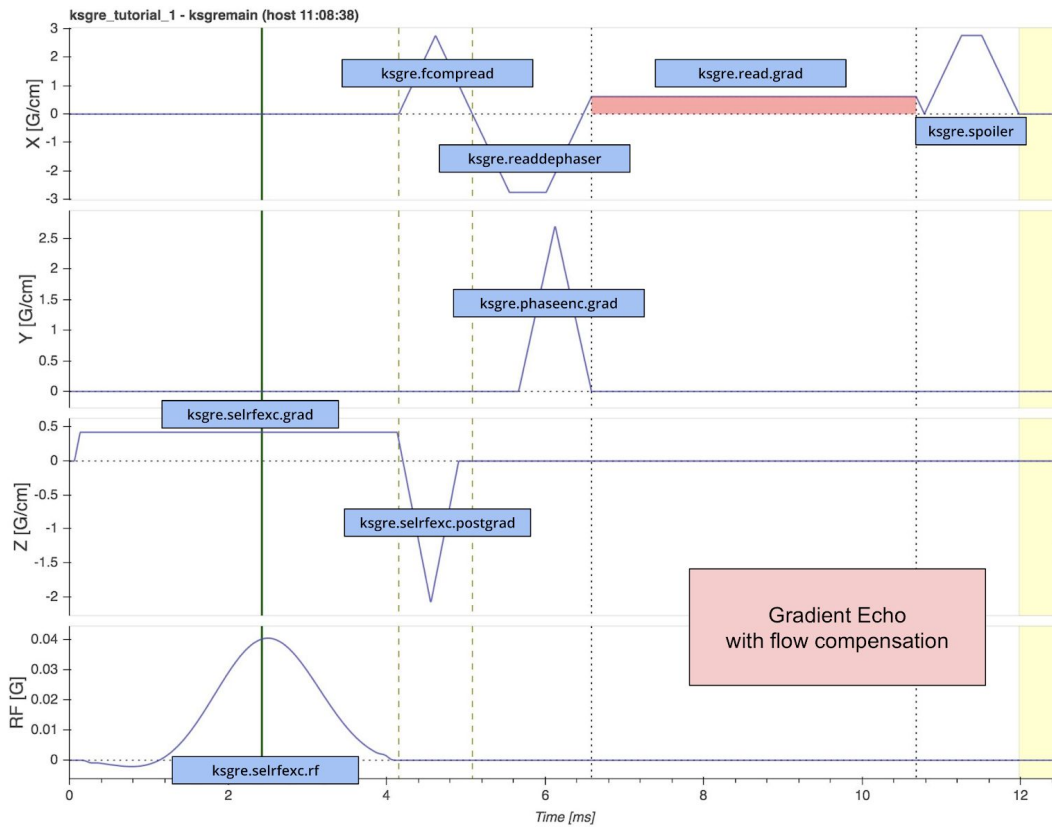 ksgre_tutorial_1 - ksgremain (host 11:08:38)
X [G/cm]
3
2
1
0
-1
-2
-3
ksgre.fcompread
ksgre.read.grad
ksgre.readdephaser
ksgre.spoiler
Y [G/cm]
2.5
2
1.5
1
0.5
0
ksgre.phaseenc.grad
Z [G/cm]
0.5
0
-0.5
-1
-1.5
-2
ksgre.selrfexc.grad
ksgre.selrfexc.postgrad
Gradient Echo
with flow compensation
RF [G]
0.04
0.03
0.02
0.01
0
ksgre.selrfexc.rf
0
2
4
6
8
10
12
Time [ms]